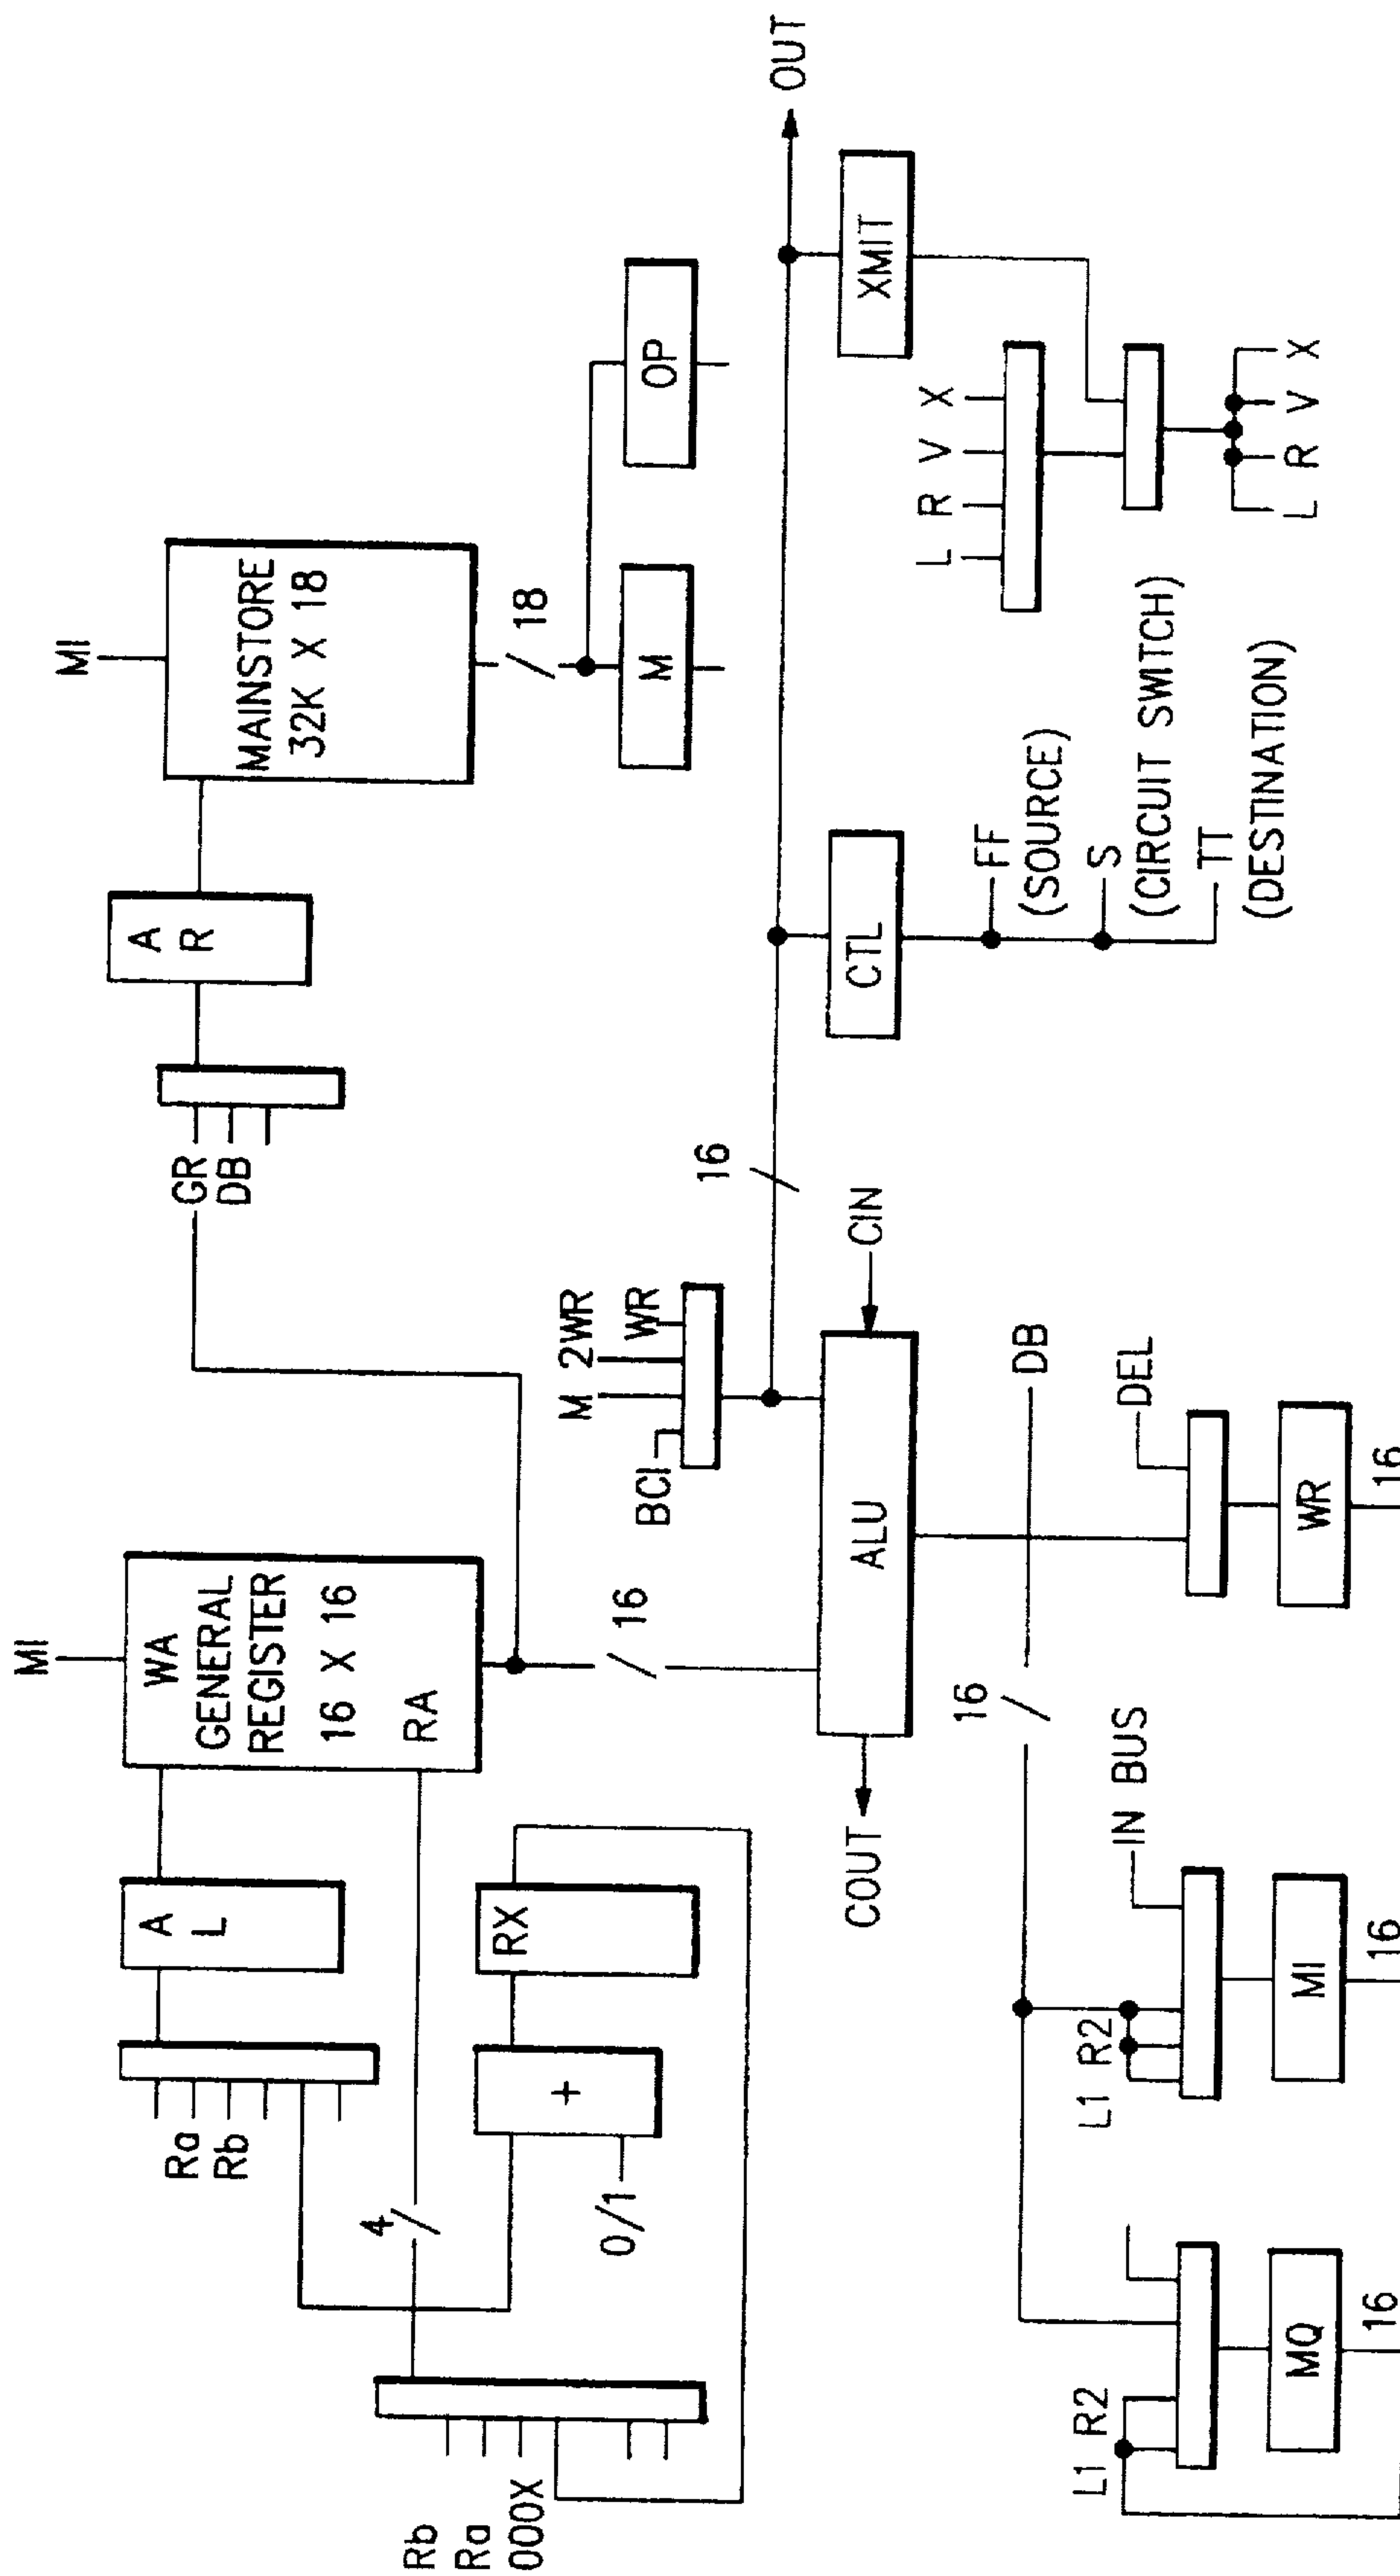 MI
MI
WA
GENERAL
REGISTER
16 X 16
RA
A
L
Ra
Rb
4
RX
+
0/1
Rb
Ra
000X
16
GR
DB
A
R
MAINSTORE
32K X 18
18
M
OP
BCI
M
2WR
WR
16
OUT
COUT
ALU
CIN
CTL
FF
(SOURCE)
S
(CIRCUIT SWITCH)
TT
(DESTINATION)
XMIT
L R V X
L R V X
16
DB
L1 R2
MQ
16
L1 R2
IN BUS
MI
16
DEL
WR
16